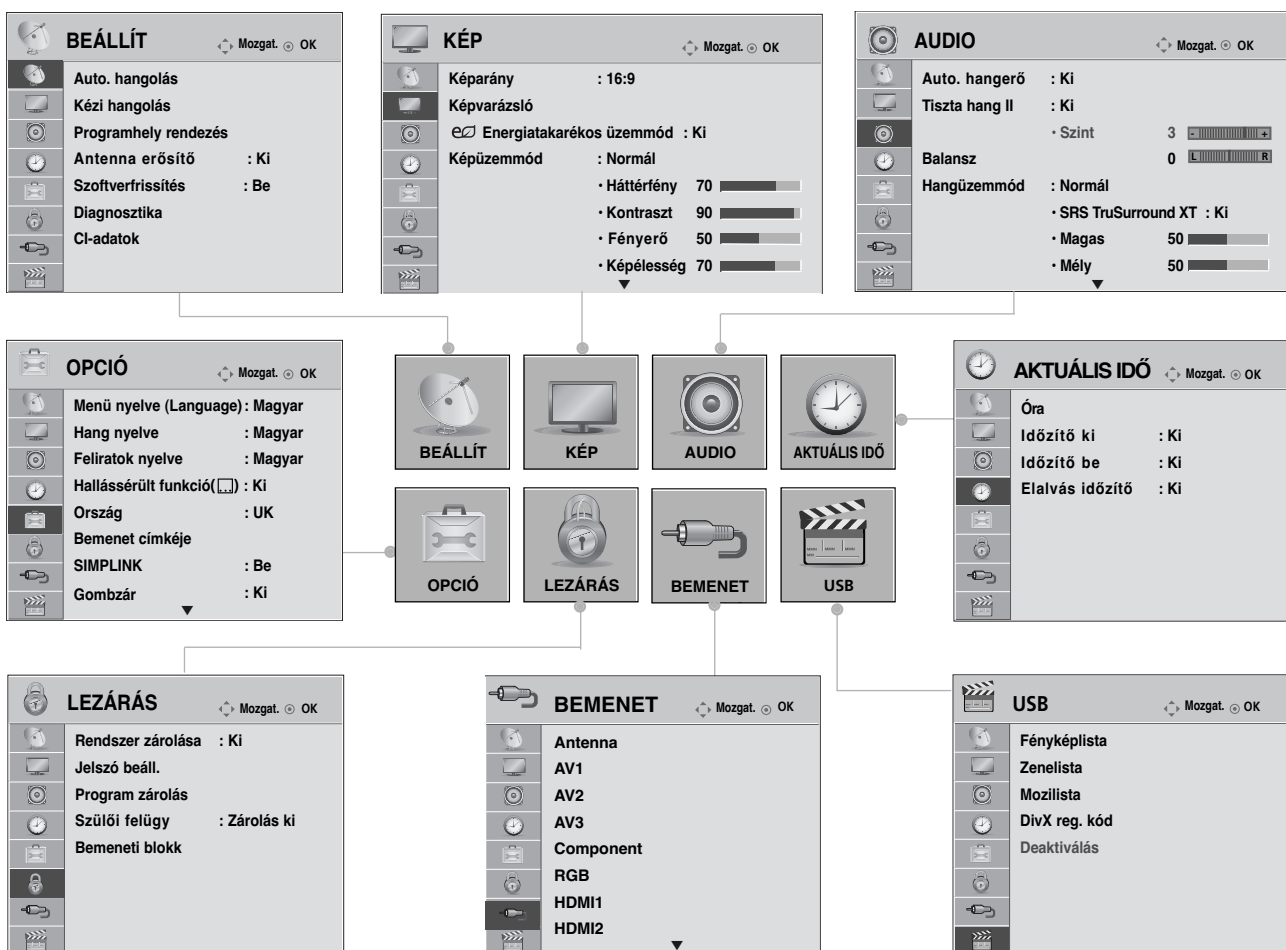 BEÁLLÍT Mozgat. OK
Auto. hangolás
Kézi hangolás
Programhely rendezés
Antenna erősítő : Ki
Szoftverfrissítés : Be
Diagnosztika
CI-adatok
KÉP Mozgat. OK
Képarány : 16:9
Képvarázsló
Energiatakarékos üzemmód : Ki
Képüzemmód : Normál
• Háttérfény 70
• Kontraszt 90
• Fényerő 50
• Képélesség 70
AUDIO Mozgat. OK
Auto. hangerő : Ki
Tiszta hang II : Ki
• Szint 3 - +
Balansz 0 L R
Hangüzemmód : Normál
• SRS TruSurround XT : Ki
• Magas 50
• Mély 50
OPCIÓ Mozgat. OK
Menü nyelve (Language) : Magyar
Hang nyelve : Magyar
Feliratok nyelve : Magyar
Hallássérült funkció( ) : Ki
Ország : UK
Bemenet címkéje
SIMPLINK : Be
Gombzár : Ki
BEÁLLÍT
KÉP
AUDIO
AKTUÁLIS IDŐ
OPCIÓ
LEZÁRÁS
BEMENET
USB
AKTUÁLIS IDŐ Mozgat. OK
Óra
Időzítő ki : Ki
Időzítő be : Ki
Elalvás időzítő : Ki
LEZÁRÁS Mozgat. OK
Rendszer zárolása : Ki
Jelszó beáll.
Program zárolás
Szülői felügy : Zárolás ki
Bemeneti blokk
BEMENET Mozgat. OK
Antenna
AV1
AV2
AV3
Component
RGB
HDMI1
HDMI2
USB Mozgat. OK
Fényképlista
Zenelista
Mozilista
DivX reg. kód
Deaktiválás